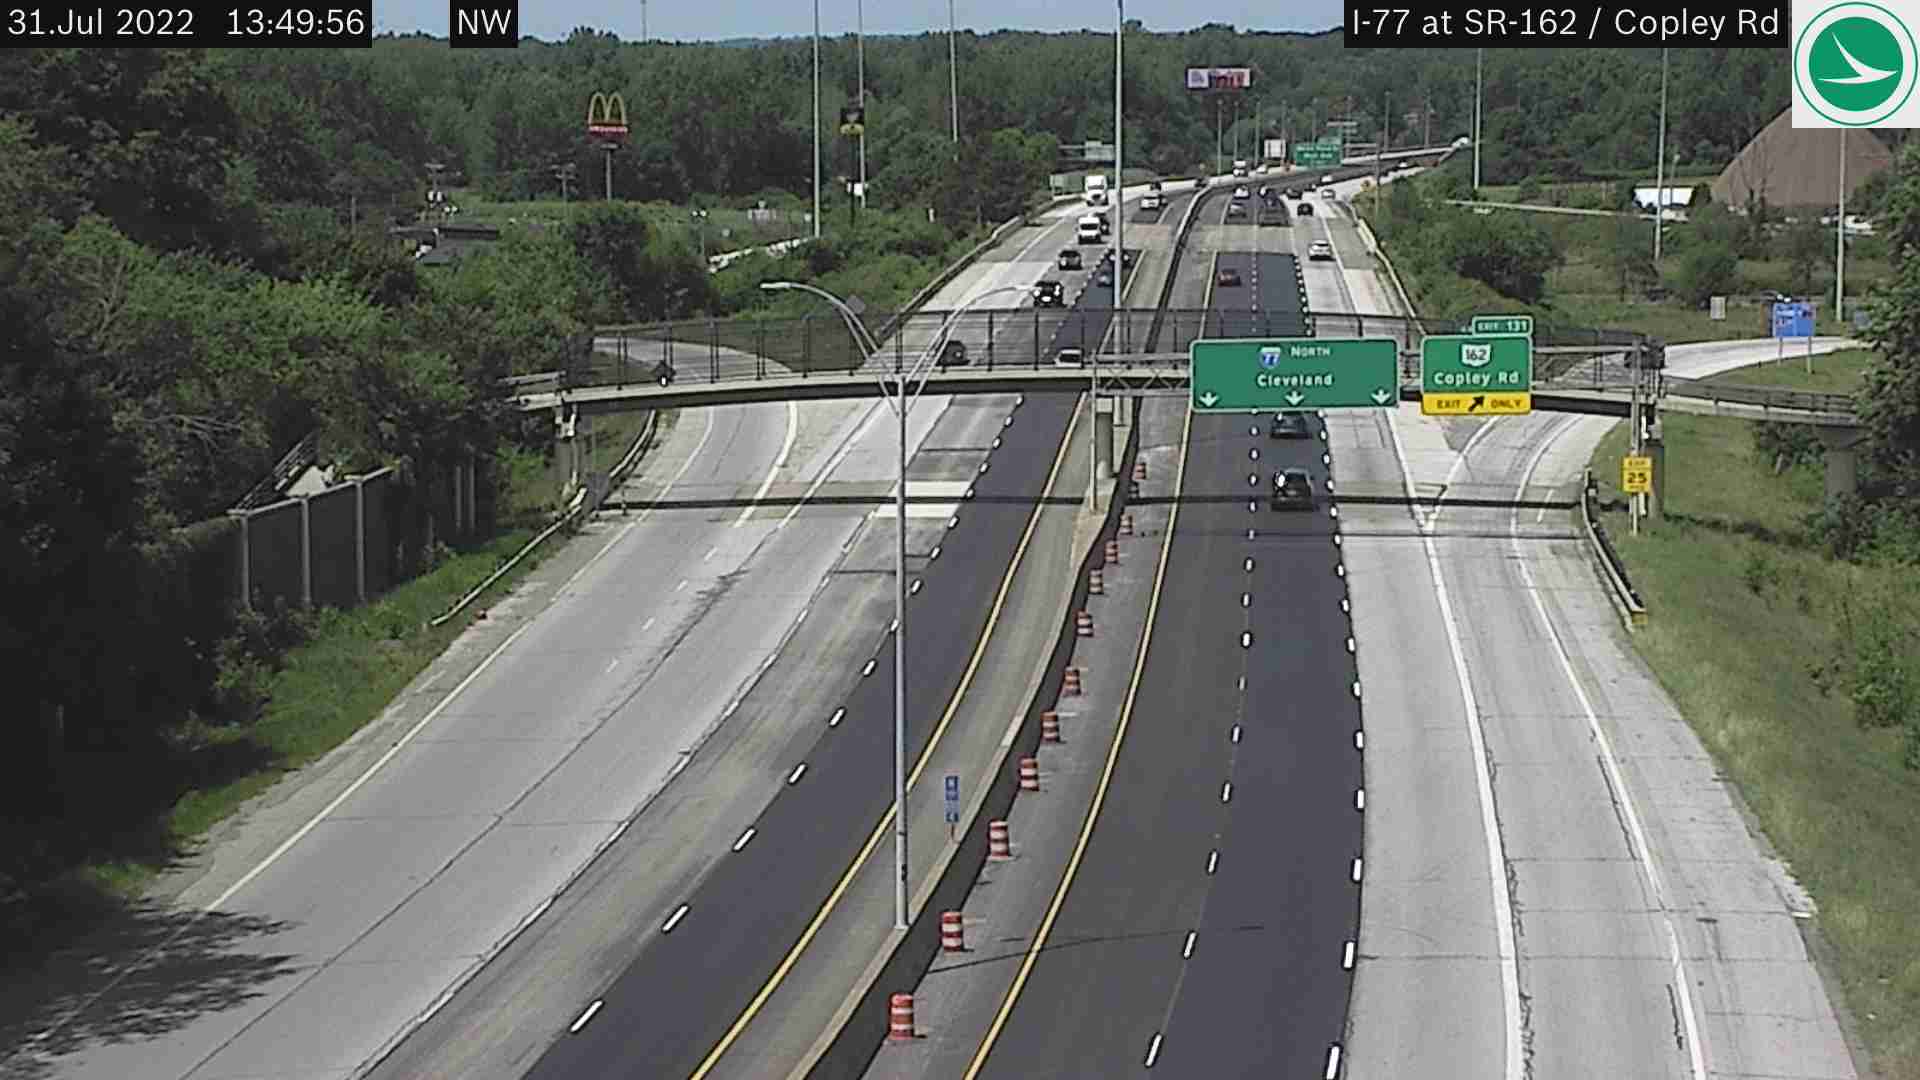 31.Jul 2022 13:49:56
NW
I-77 at SR-162 / Copley Rd
77 NORTH
Cleveland
EXIT 131
162
Copley Rd
EXIT ONLY
EXIT
25